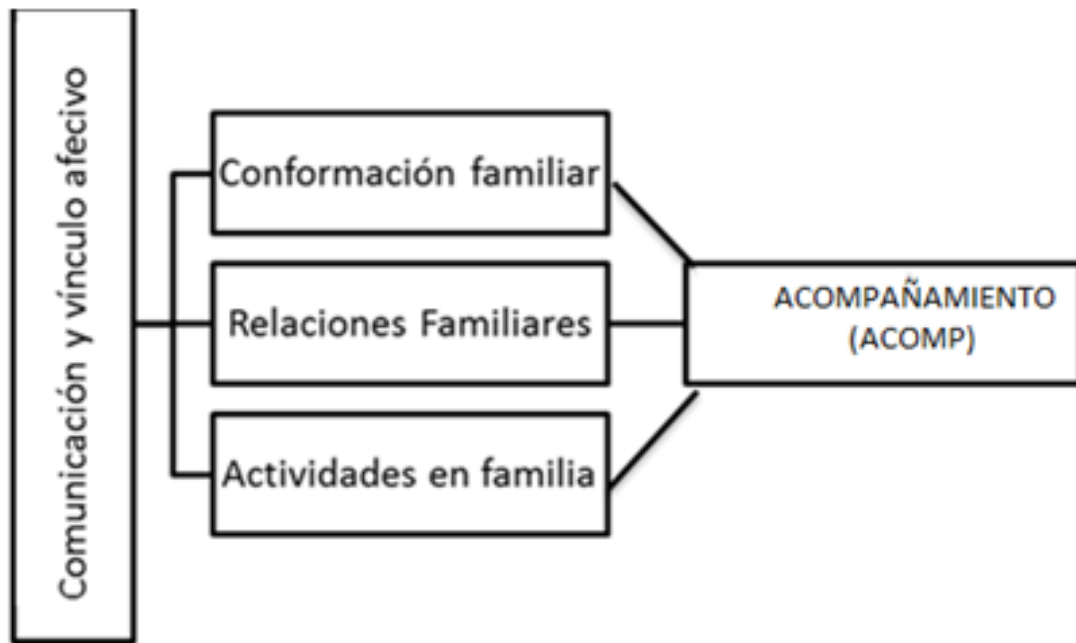 Comunicación y vínculo afecivo
Conformación familiar
Relaciones Familiares
Actividades en familia
ACOMPAÑAMIENTO
(ACOMP)